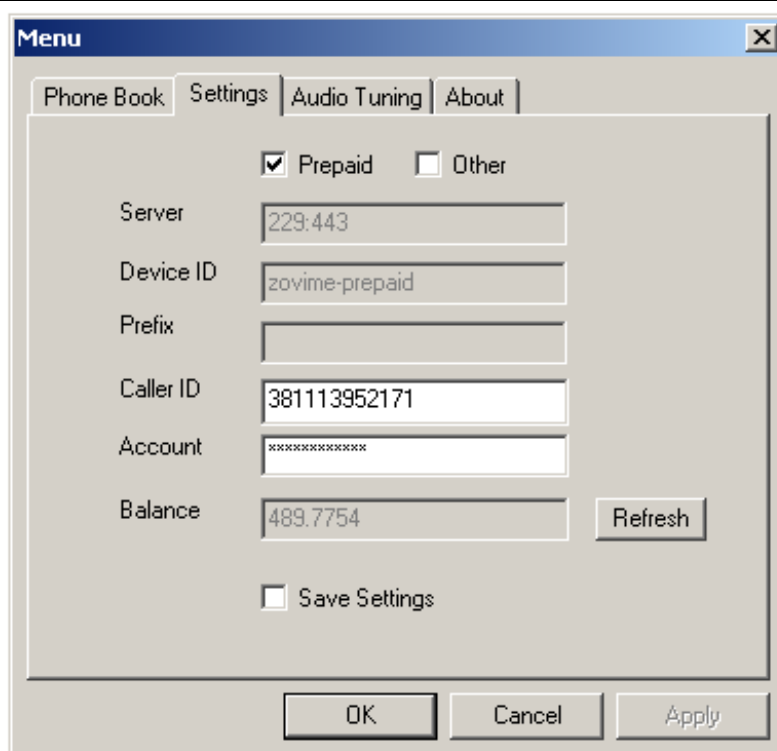 Menu
Phone Book Settings Audio Tuning About
Prepaid Other
Server 229:443
Device ID zovime-prepaid
Prefix
Caller ID 381113952171
Account ************
Balance 489.7754 Refresh
Save Settings
OK Cancel Apply